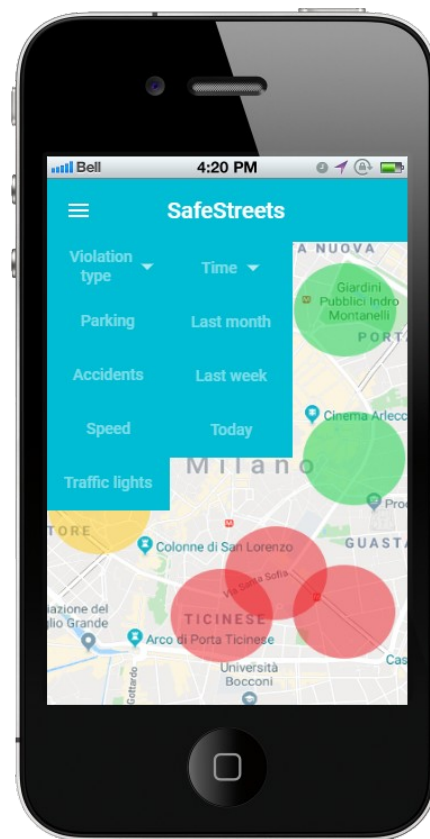 Bell 4:20 PM
SafeStreets
Violation
type
Time
Parking
Last month
Accidents
Last week
Speed
Today
Traffic lights
A NUOVA
Giardini
Pubblici Indro
Montanelli
PORT
Cinema Arlecc
Milano
Pro
TORE
Colonne di San Lorenzo
GUASTA
Via Santa Sofia
iazione del
glio Grande
TICINESE
Arco di Porta Ticinese
Università
Bocconi
Cas
Gottardo